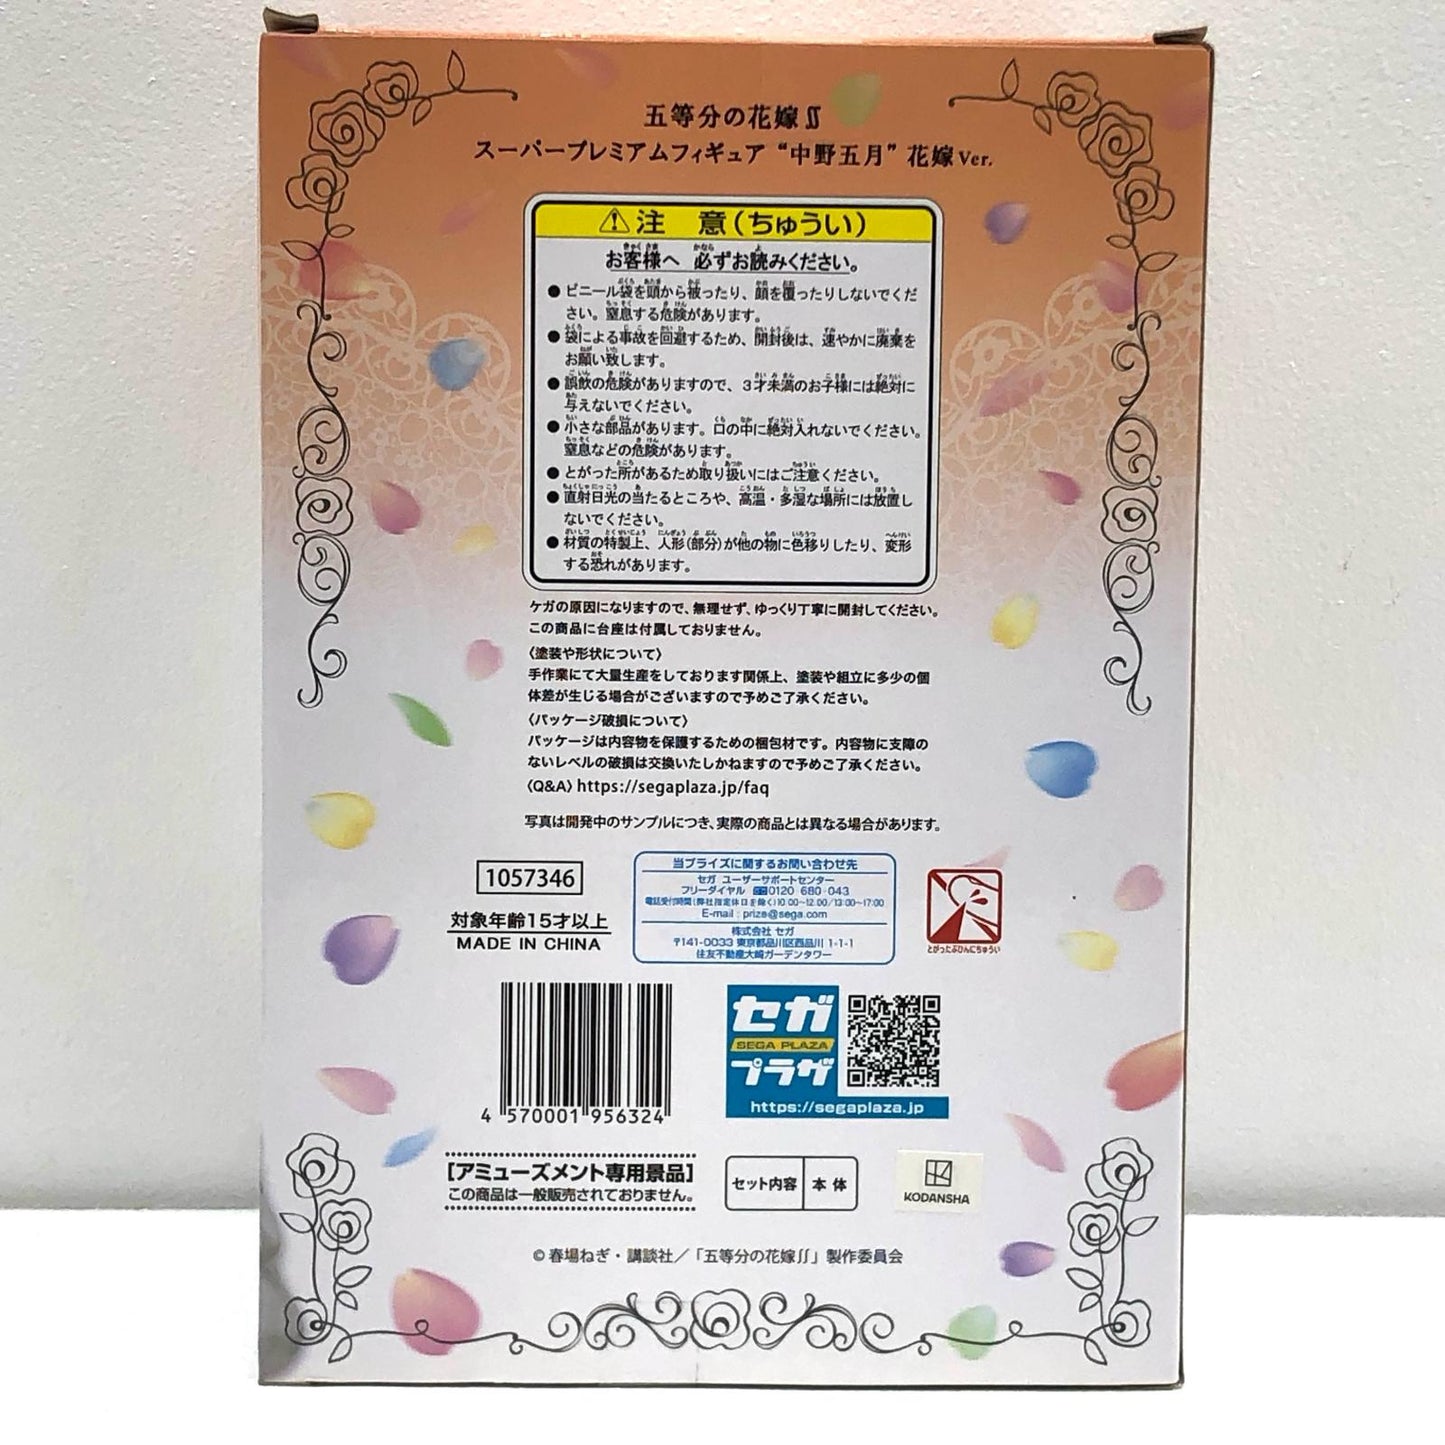 五等分の花嫁∬
スーパープレミアムフィギュア “中野五月” 花嫁 Ver.
注 意(ちゅうい)
お客様へ 必ずお読みください。
● ビニール袋を頭から被ったり、顔を覆ったりしないでくだ
さい。窒息する危険があります。
● 袋による事故を回避するため、開封後は、速やかに廃棄を
お願い致します。
● 誤飲の危険がありますので、3才未満のお子様には絶対に
与えないでください。
● 小さな部品があります。口の中に絶対入れないでください。
窒息などの危険があります。
● とがった所があるため取り扱いにはご注意ください。
● 直射日光の当たるところや、高温・多湿な場所には放置し
ないでください。
● 材質の特製上、人形(部分)が他の物に色移りしたり、変形
する恐れがあります。
ケガの原因になりますので、無理せず、ゆっくり丁寧に開封してください。
この商品に台座は付属しておりません。
〈塗装や形状について〉
手作業にて大量生産をしております関係上、塗装や組立に多少の個
体差が生じる場合がございますので予めご了承ください。
〈パッケージ破損について〉
パッケージは内容物を保護するための梱包材です。内容物に支障の
ないレベルの破損は交換いたしかねますので予めご了承ください。
〈Q&A〉https://segaplaza.jp/faq
写真は開発中のサンプルにつき、実際の商品とは異なる場合があります。
1057346
対象年齢15才以上
MADE IN CHINA
当プライズに関するお問い合わせ先
セガ ユーザーサポートセンター
フリーダイヤル 0120-680-043
電話受付時間(弊社指定休日を除く)10:00~12:00/13:00~17:00
E-mail : prize@sega.com
株式会社 セガ
〒141-0033 東京都品川区西品川 1-1-1
住友不動産大崎ガーデンタワー
とがったぶひんにちゅうい
セガ
SEGA PLAZA
プラザ
https://segaplaza.jp
4 570001 956324
[アミューズメント専用景品]
この商品は一般販売されておりません。
セット内容 本体
KODANSHA
© 春場ねぎ・講談社/「五等分の花嫁∬」製作委員会